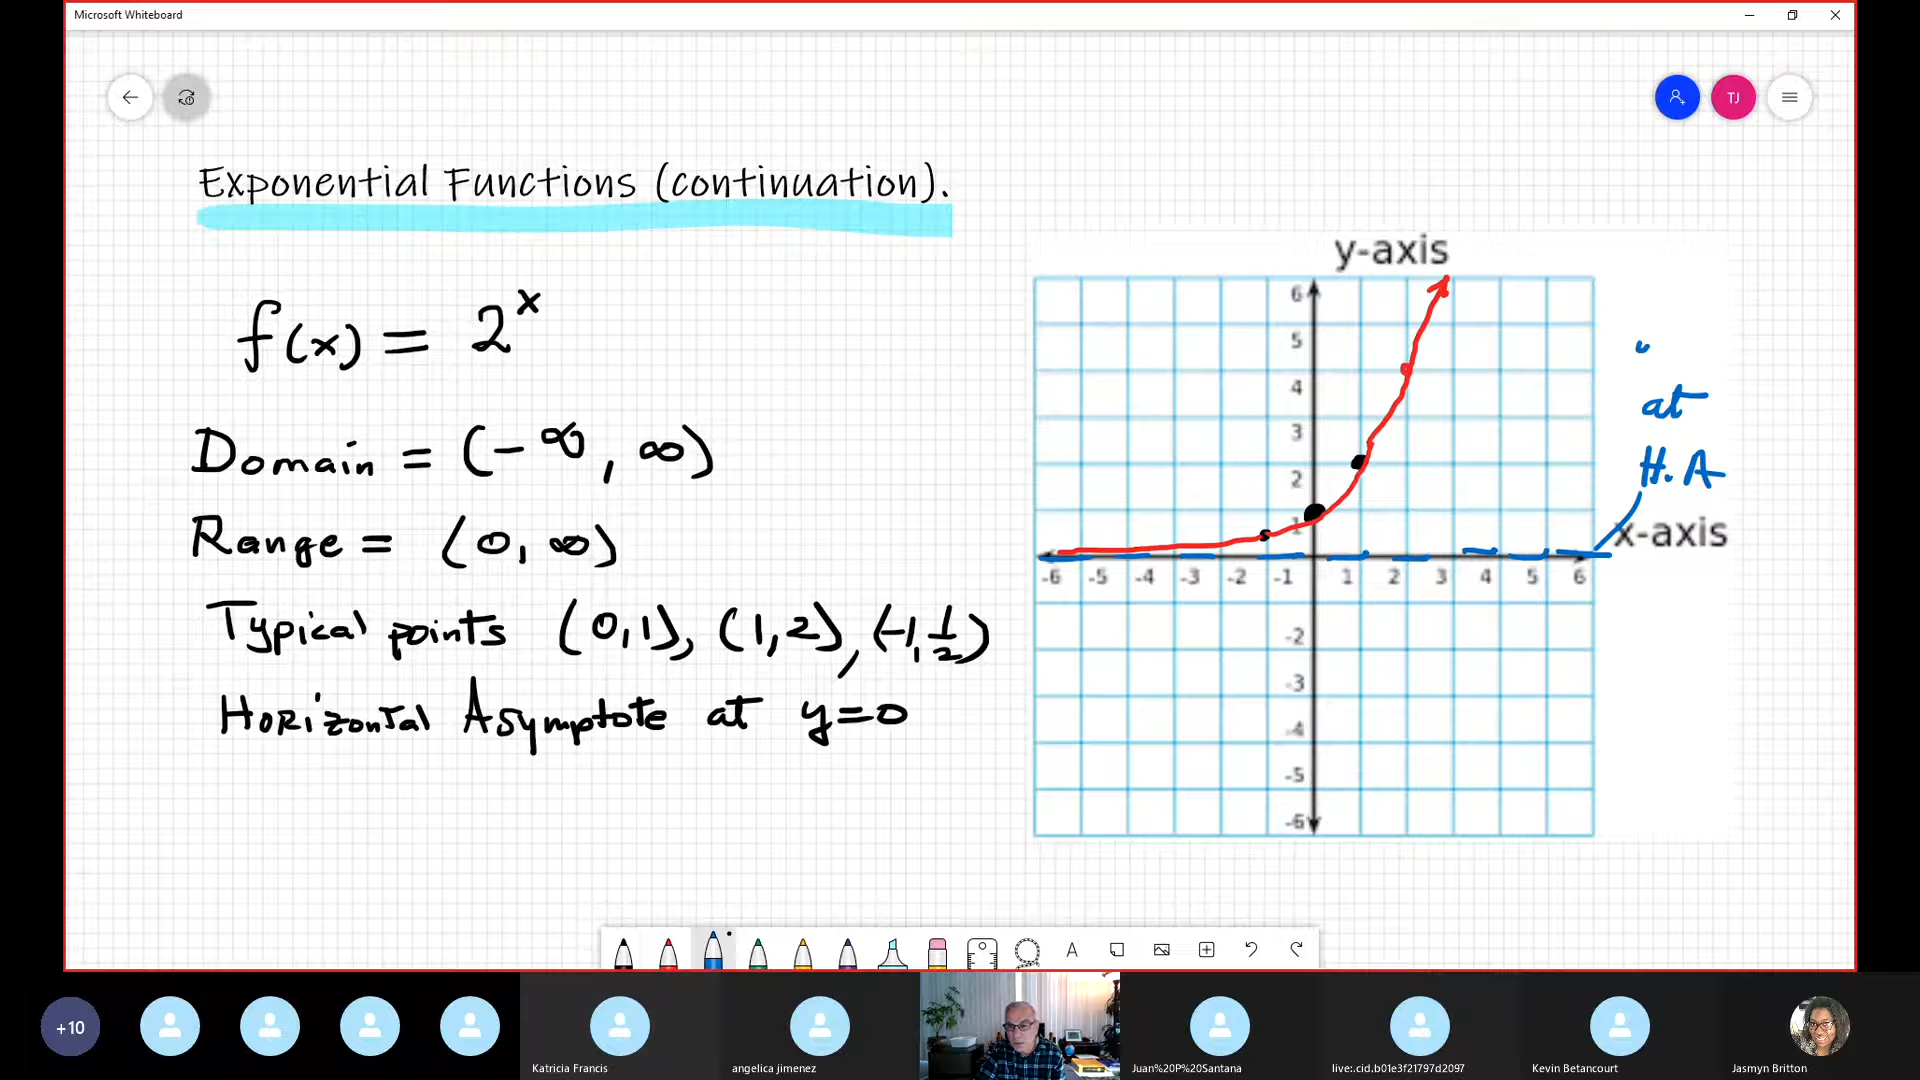 Microsoft Whiteboard
TJ
Exponential Functions (continuation).
f(x) = 2^x
Domain = (-∞, ∞)
Range = (0, ∞)
Typical points (0,1), (1,2), (-1, 1/2)
Horizontal Asymptote at y=0
y-axis
6
5
4
3
2
1
-6 -5 -4 -3 -2 -1 1 2 3 4 5 6
-2
-3
-4
-5
-6
at
H.A
x-axis
A
+10
Katricia Francis
angelica jimenez
Juan%20P%20Santana
live:.cid.b01e3f21797d2097
Kevin Betancourt
Jasmyn Britton